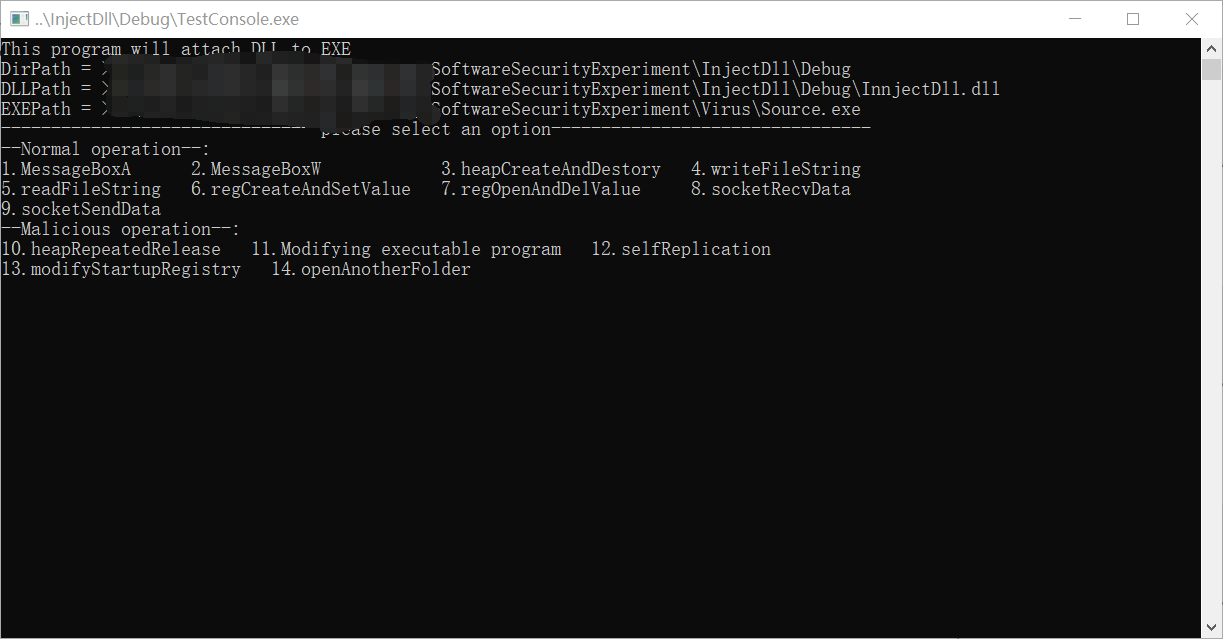 ..\InjectDll\Debug\TestConsole.exe
This program will attach DLL to EXE
DirPath = SoftwareSecurityExperiment\InjectDll\Debug
DLLPath = SoftwareSecurityExperiment\InjectDll\Debug\InnjectDll.dll
EXEPath = SoftwareSecurityExperiment\Virus\Source.exe
-------------------------------please select an option--------------------------------
--Normal operation--:
1.MessageBoxA 2.MessageBoxW 3.heapCreateAndDestory 4.writeFileString
5.readFileString 6.regCreateAndSetValue 7.regOpenAndDelValue 8.socketRecvData
9.socketSendData
--Malicious operation--:
10.heapRepeatedRelease 11.Modifying executable program 12.selfReplication
13.modifyStartupRegistry 14.openAnotherFolder